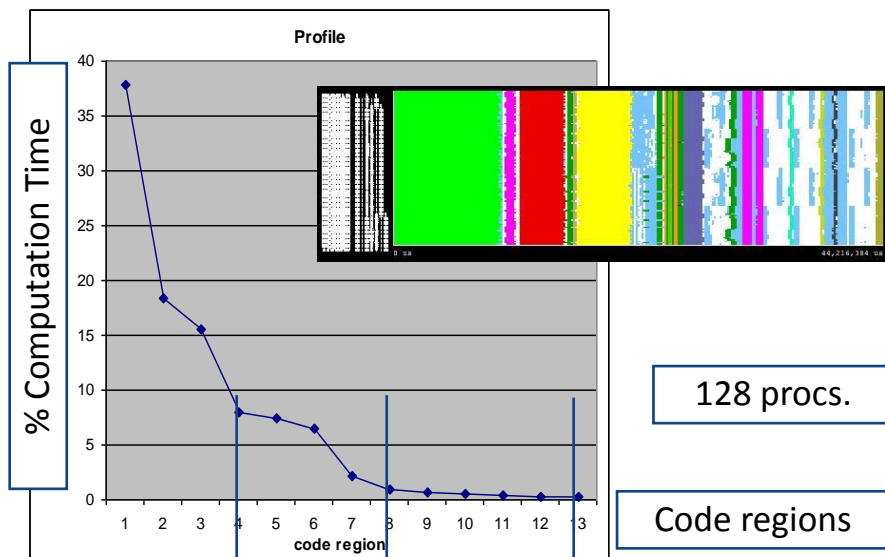 Profile
% Computation Time
40
35
30
25
20
15
10
5
0
0 us
44,216,384 us
1 2 3 4 5 6 7 8 9 10 11 12 13
code region
128 procs.
Code regions